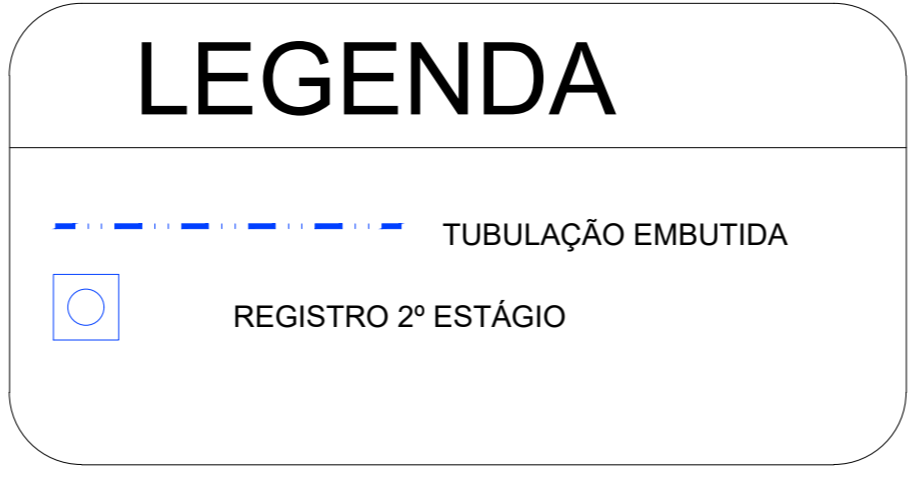 LEGENDA
TUBULAÇÃO EMBUTIDA
REGISTRO 2º ESTÁGIO